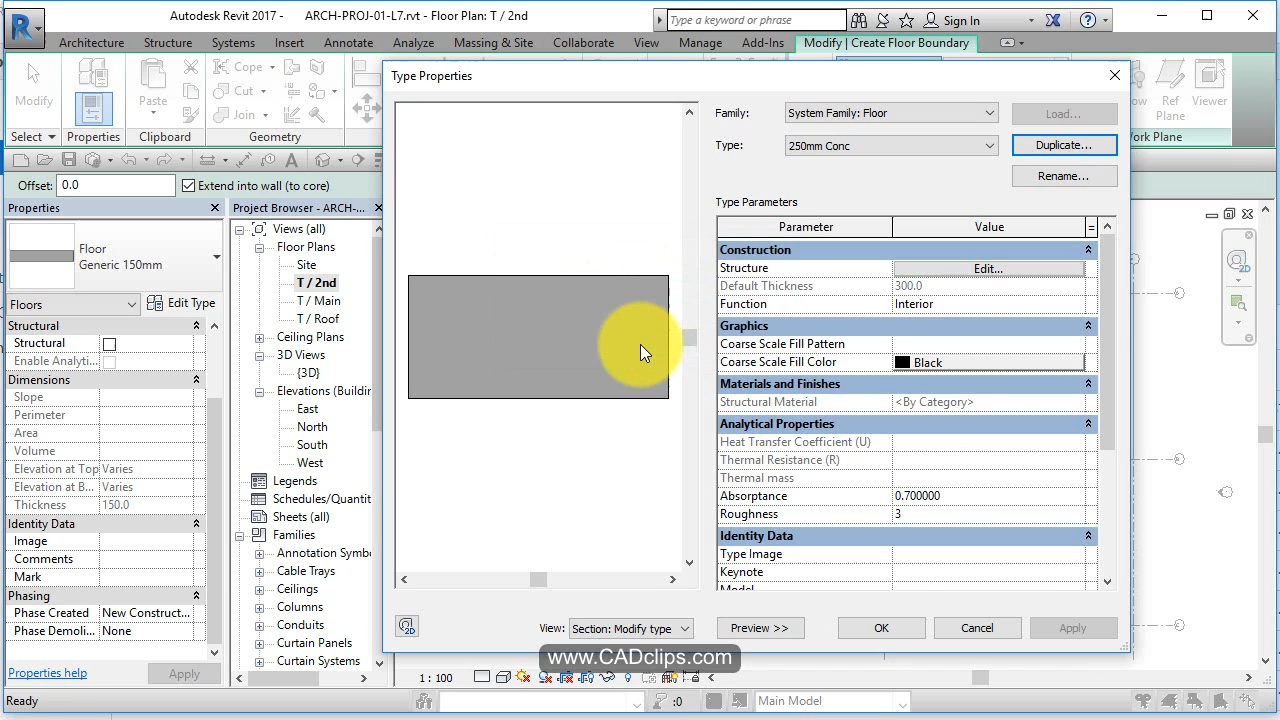 Autodesk Revit 2017 - ARCH-PROJ-01-L7.rvt - Floor Plan: T / 2nd
Type a keyword or phrase
Sign In
Architecture Structure Systems Insert Annotate Analyze Massing & Site Collaborate View Manage Add-Ins Modify | Create Floor Boundary
Modify
Paste
Cope
Cut
Join
Ref
Plane
Viewer
Select
Properties
Clipboard
Geometry
Work Plane
Offset: 0.0 Extend into wall (to core)
Properties
Floor
Generic 150mm
Floors Edit Type
Structural
Structural
Enable Analyti...
Dimensions
Slope
Perimeter
Area
Volume
Elevation at Top Varies
Elevation at B... Varies
Thickness 150.0
Identity Data
Image
Comments
Mark
Phasing
Phase Created New Construct...
Phase Demoli... None
Properties help Apply
Project Browser - ARCH-...
Views (all)
Floor Plans
Site
T / 2nd
T / Main
T / Roof
Ceiling Plans
3D Views
{3D}
Elevations (Buildin
East
North
South
West
Legends
Schedules/Quantit
Sheets (all)
Families
Annotation Symbo
Cable Trays
Ceilings
Columns
Conduits
Curtain Panels
Curtain Systems
Type Properties
Family: System Family: Floor Load...
Type: 250mm Conc Duplicate...
Rename...
Type Parameters
Parameter Value =
Construction
Structure Edit...
Default Thickness 300.0
Function Interior
Graphics
Coarse Scale Fill Pattern
Coarse Scale Fill Color Black
Materials and Finishes
Structural Material <By Category>
Analytical Properties
Heat Transfer Coefficient (U)
Thermal Resistance (R)
Thermal mass
Absorptance 0.700000
Roughness 3
Identity Data
Type Image
Keynote
Model
View: Section: Modify type Preview >> OK Cancel Apply
www.CADclips.com
1 : 100
Ready
:0
Main Model